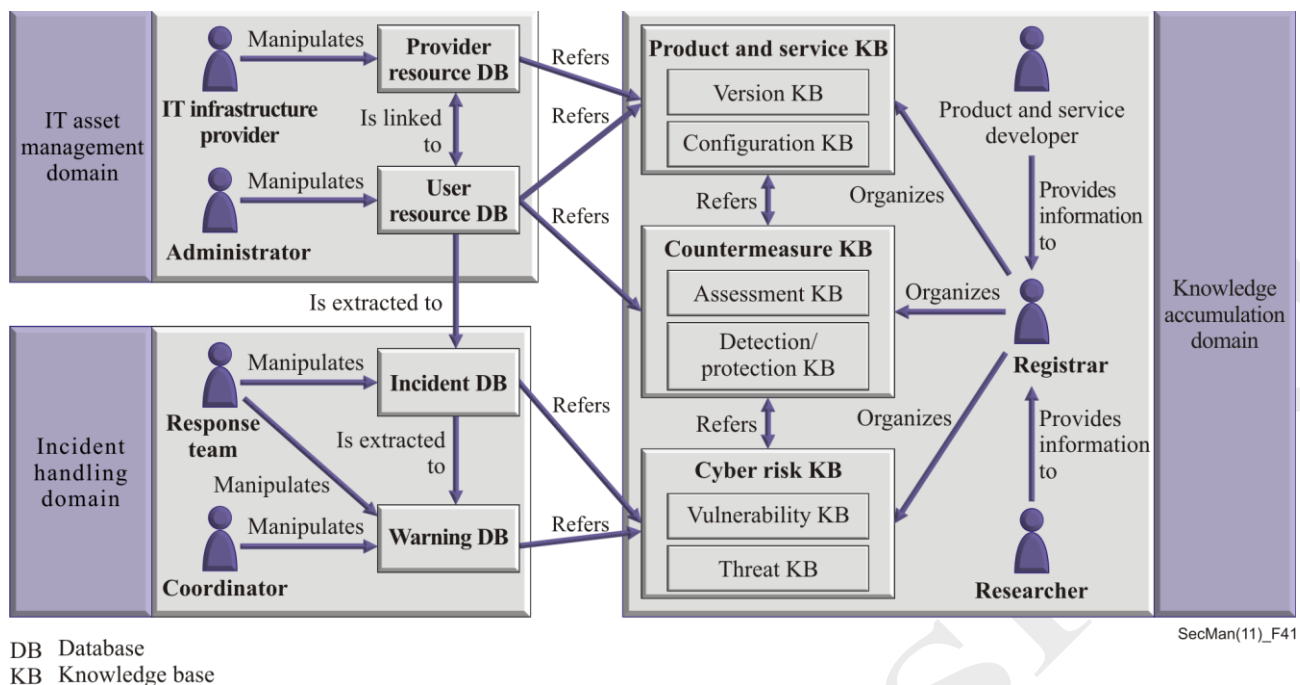 IT asset
management
domain
Manipulates
IT infrastructure
provider
Provider
resource DB
Is linked
to
Manipulates
Administrator
User
resource DB
Is extracted to
Incident
handling
domain
Manipulates
Response
team
Incident DB
Is extracted
to
Manipulates
Manipulates
Coordinator
Warning DB
Refers
Refers
Refers
Refers
Refers
Product and service KB
Version KB
Configuration KB
Refers
Countermeasure KB
Assessment KB
Detection/
protection KB
Refers
Cyber risk KB
Vulnerability KB
Threat KB
Product and service
developer
Organizes
Provides
information
to
Organizes
Registrar
Organizes
Provides
information
to
Researcher
Knowledge
accumulation
domain
SecMan(11)_F41
DB Database
KB Knowledge base